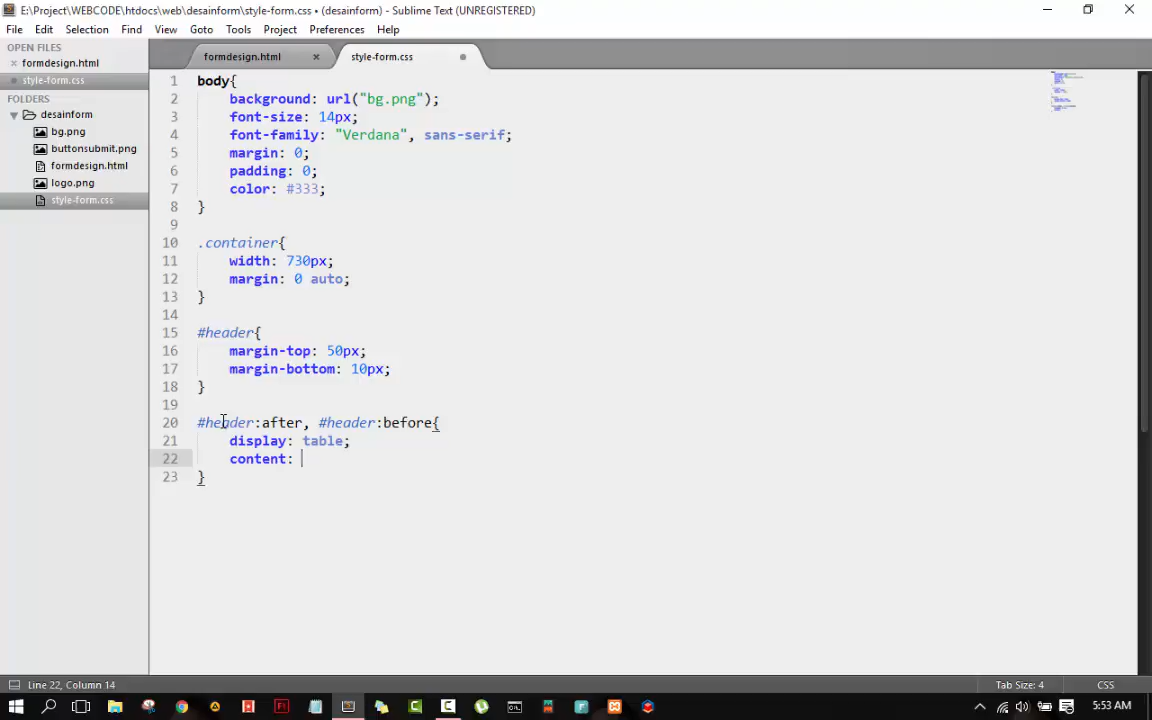 E:\Project\WEBCODE\htdocs\web\desainform\style-form.css • (desainform) - Sublime Text (UNREGISTERED)
File Edit Selection Find View Goto Tools Project Preferences Help
OPEN FILES
formdesign.html
style-form.css
FOLDERS
desainform
bg.png
buttonsubmit.png
formdesign.html
logo.png
style-form.css
formdesign.html
style-form.css
1 body{
2 background: url("bg.png");
3 font-size: 14px;
4 font-family: "Verdana", sans-serif;
5 margin: 0;
6 padding: 0;
7 color: #333;
8 }
9
10 .container{
11 width: 730px;
12 margin: 0 auto;
13 }
14
15 #header{
16 margin-top: 50px;
17 margin-bottom: 10px;
18 }
19
20 #header:after, #header:before{
21 display: table;
22 content:
23 }
Line 22, Column 14
Tab Size: 4
CSS
5:53 AM